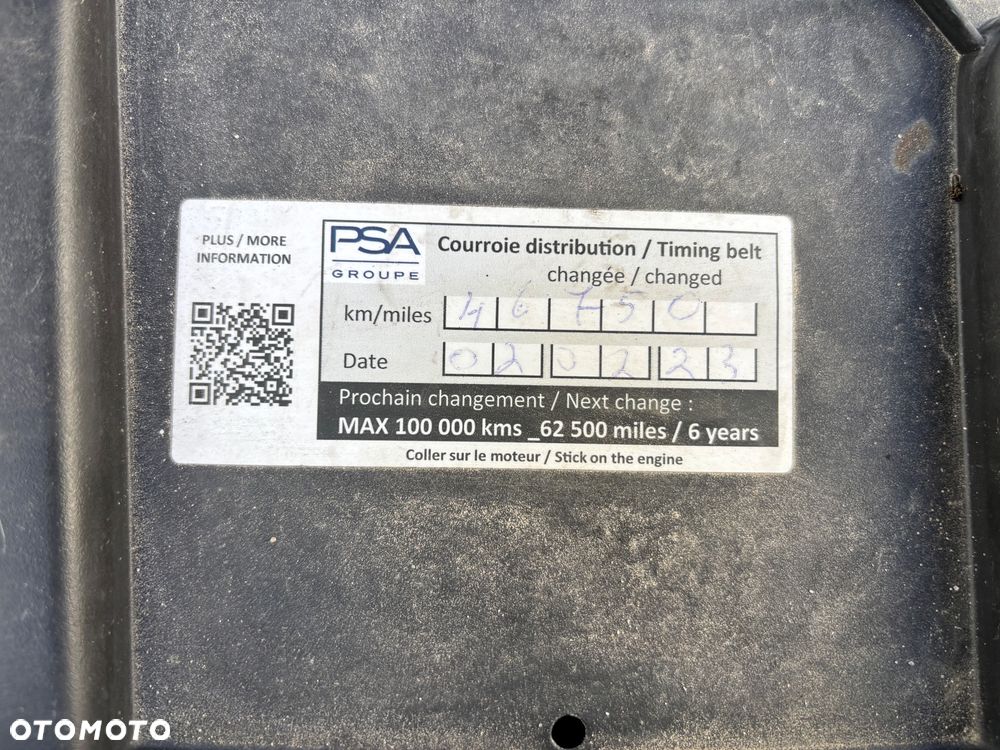 PLUS / MORE
INFORMATION
PSA
GROUPE
Courroie distribution / Timing belt
changée / changed
km/miles 46750
Date 020223
Prochain changement / Next change :
MAX 100 000 kms _62 500 miles / 6 years
Coller sur le moteur / Stick on the engine
OTOMOTO